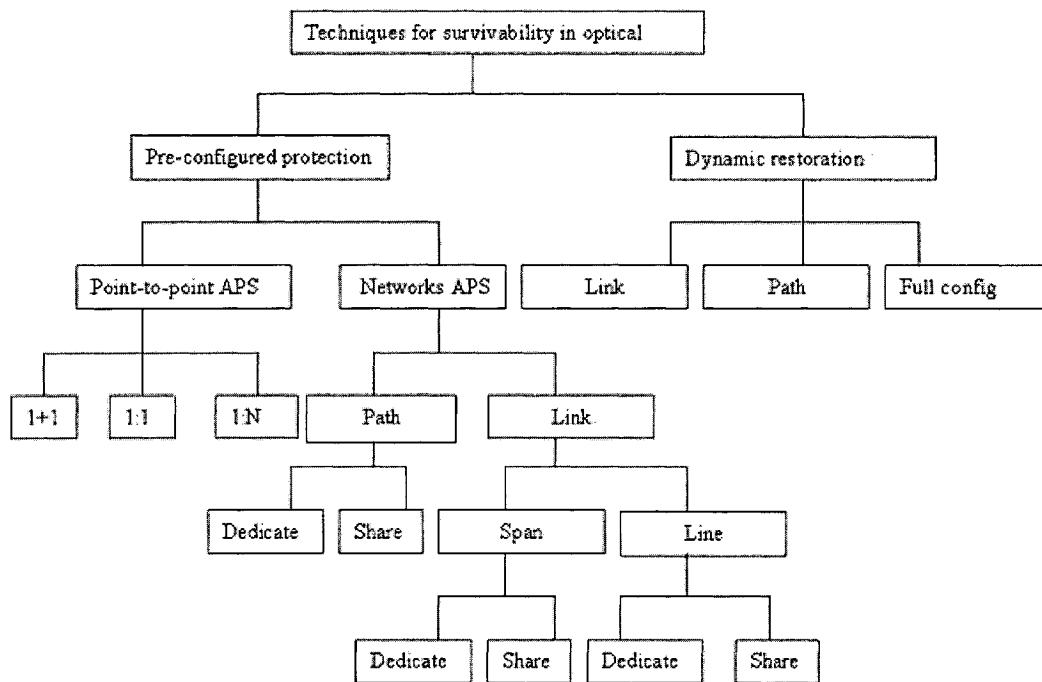 Techniques for survivability in optical
Pre-configured protection
Dynamic restoration
Point-to-point APS
Networks APS
Link
Path
Full config
1+1
1:1
1:N
Path
Link
Dedicate
Share
Span
Line
Dedicate
Share
Dedicate
Share